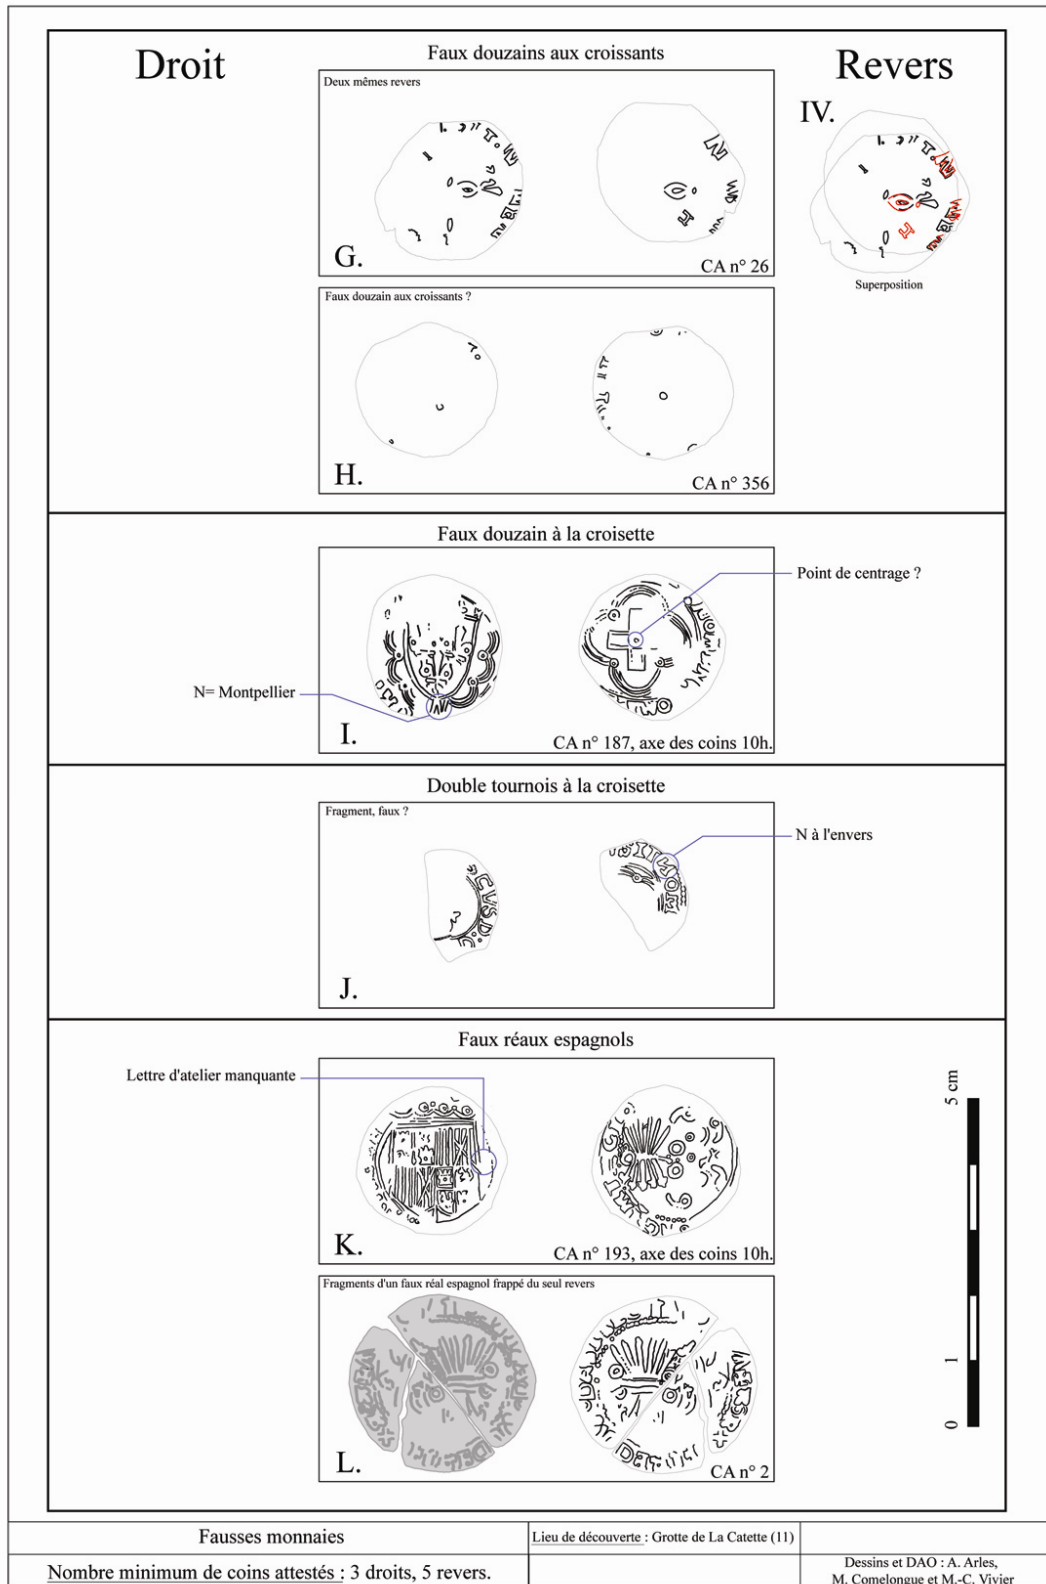 Droit
Faux douzains aux croissants
Revers
Deux mêmes revers
IV.
G.
CA n° 26
Superposition
Faux douzain aux croissants ?
H.
CA n° 356
Faux douzain à la croisette
Point de centrage ?
N= Montpellier
I.
CA n° 187, axe des coins 10h.
Double tournois à la croisette
Fragment, faux ?
N à l'envers
J.
Faux réaux espagnols
Lettre d'atelier manquante
K.
CA n° 193, axe des coins 10h.
5 cm
1
0
Fragments d'un faux réal espagnol frappé du seul revers
L.
CA n° 2
Fausses monnaies
Lieu de découverte : Grotte de La Catette (11)
Nombre minimum de coins attestés : 3 droits, 5 revers.
Dessins et DAO : A. Arles,
M. Comelongue et M.-C. Vivier